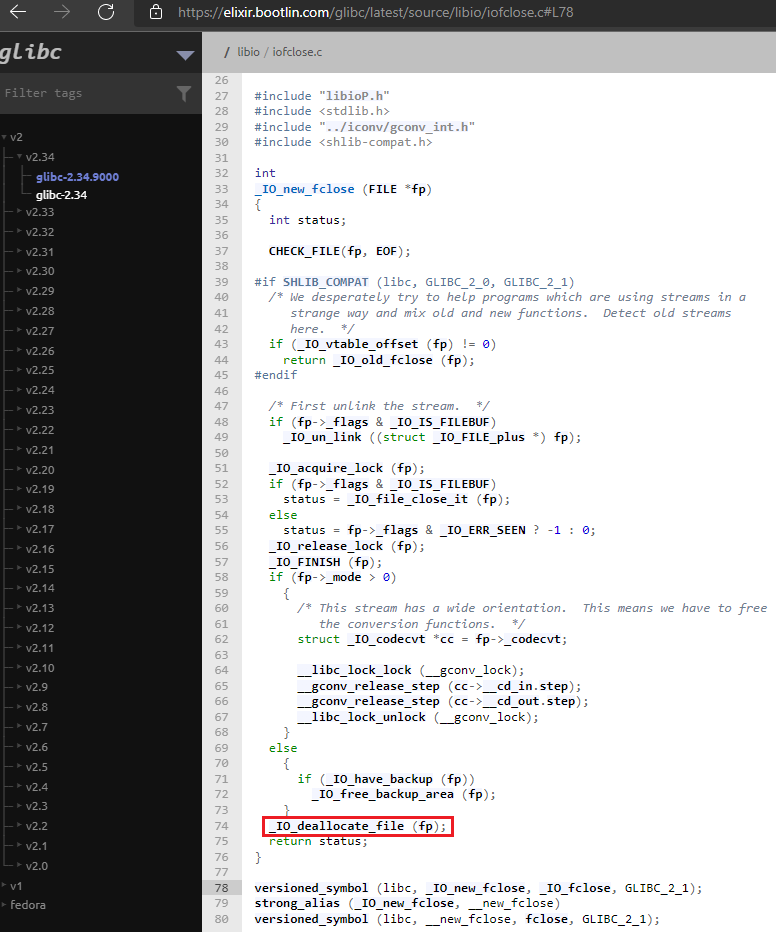 https://elixir.bootlin.com/glibc/latest/source/libio/iofclose.c#L78
glibc
/ libio / iofclose.c
Filter tags
v2
v2.34
glibc-2.34.9000
glibc-2.34
v2.33
v2.32
v2.31
v2.30
v2.29
v2.28
v2.27
v2.26
v2.25
v2.24
v2.23
v2.22
v2.21
v2.20
v2.19
v2.18
v2.17
v2.16
v2.15
v2.14
v2.13
v2.12
v2.11
v2.10
v2.9
v2.8
v2.7
v2.6
v2.5
v2.4
v2.3
v2.2
v2.1
v2.0
v1
fedora
26
27 #include "libioP.h"
28 #include <stdlib.h>
29 #include "../iconv/gconv_int.h"
30 #include <shlib-compat.h>
31
32 int
33 _IO_new_fclose (FILE *fp)
34 {
35   int status;
36
37   CHECK_FILE(fp, EOF);
38
39 #if SHLIB_COMPAT (libc, GLIBC_2_0, GLIBC_2_1)
40   /* We desperately try to help programs which are using streams in a
41      strange way and mix old and new functions.  Detect old streams
42      here.  */
43   if (_IO_vtable_offset (fp) != 0)
44     return _IO_old_fclose (fp);
45 #endif
46
47   /* First unlink the stream.  */
48   if (fp->_flags & _IO_IS_FILEBUF)
49     _IO_un_link ((struct _IO_FILE_plus *) fp);
50
51   _IO_acquire_lock (fp);
52   if (fp->_flags & _IO_IS_FILEBUF)
53     status = _IO_file_close_it (fp);
54   else
55     status = fp->_flags & _IO_ERR_SEEN ? -1 : 0;
56   _IO_release_lock (fp);
57   _IO_FINISH (fp);
58   if (fp->_mode > 0)
59     {
60       /* This stream has a wide orientation.  This means we have to free
61          the conversion functions.  */
62       struct _IO_codecvt *cc = fp->_codecvt;
63
64       __libc_lock_lock (__gconv_lock);
65       __gconv_release_step (cc->__cd_in.step);
66       __gconv_release_step (cc->__cd_out.step);
67       __libc_lock_unlock (__gconv_lock);
68     }
69   else
70     {
71       if (_IO_have_backup (fp))
72         _IO_free_backup_area (fp);
73     }
74   _IO_deallocate_file (fp);
75   return status;
76 }
77
78 versioned_symbol (libc, _IO_new_fclose, _IO_fclose, GLIBC_2_1);
79 strong_alias (_IO_new_fclose, __new_fclose)
80 versioned_symbol (libc, __new_fclose, fclose, GLIBC_2_1);